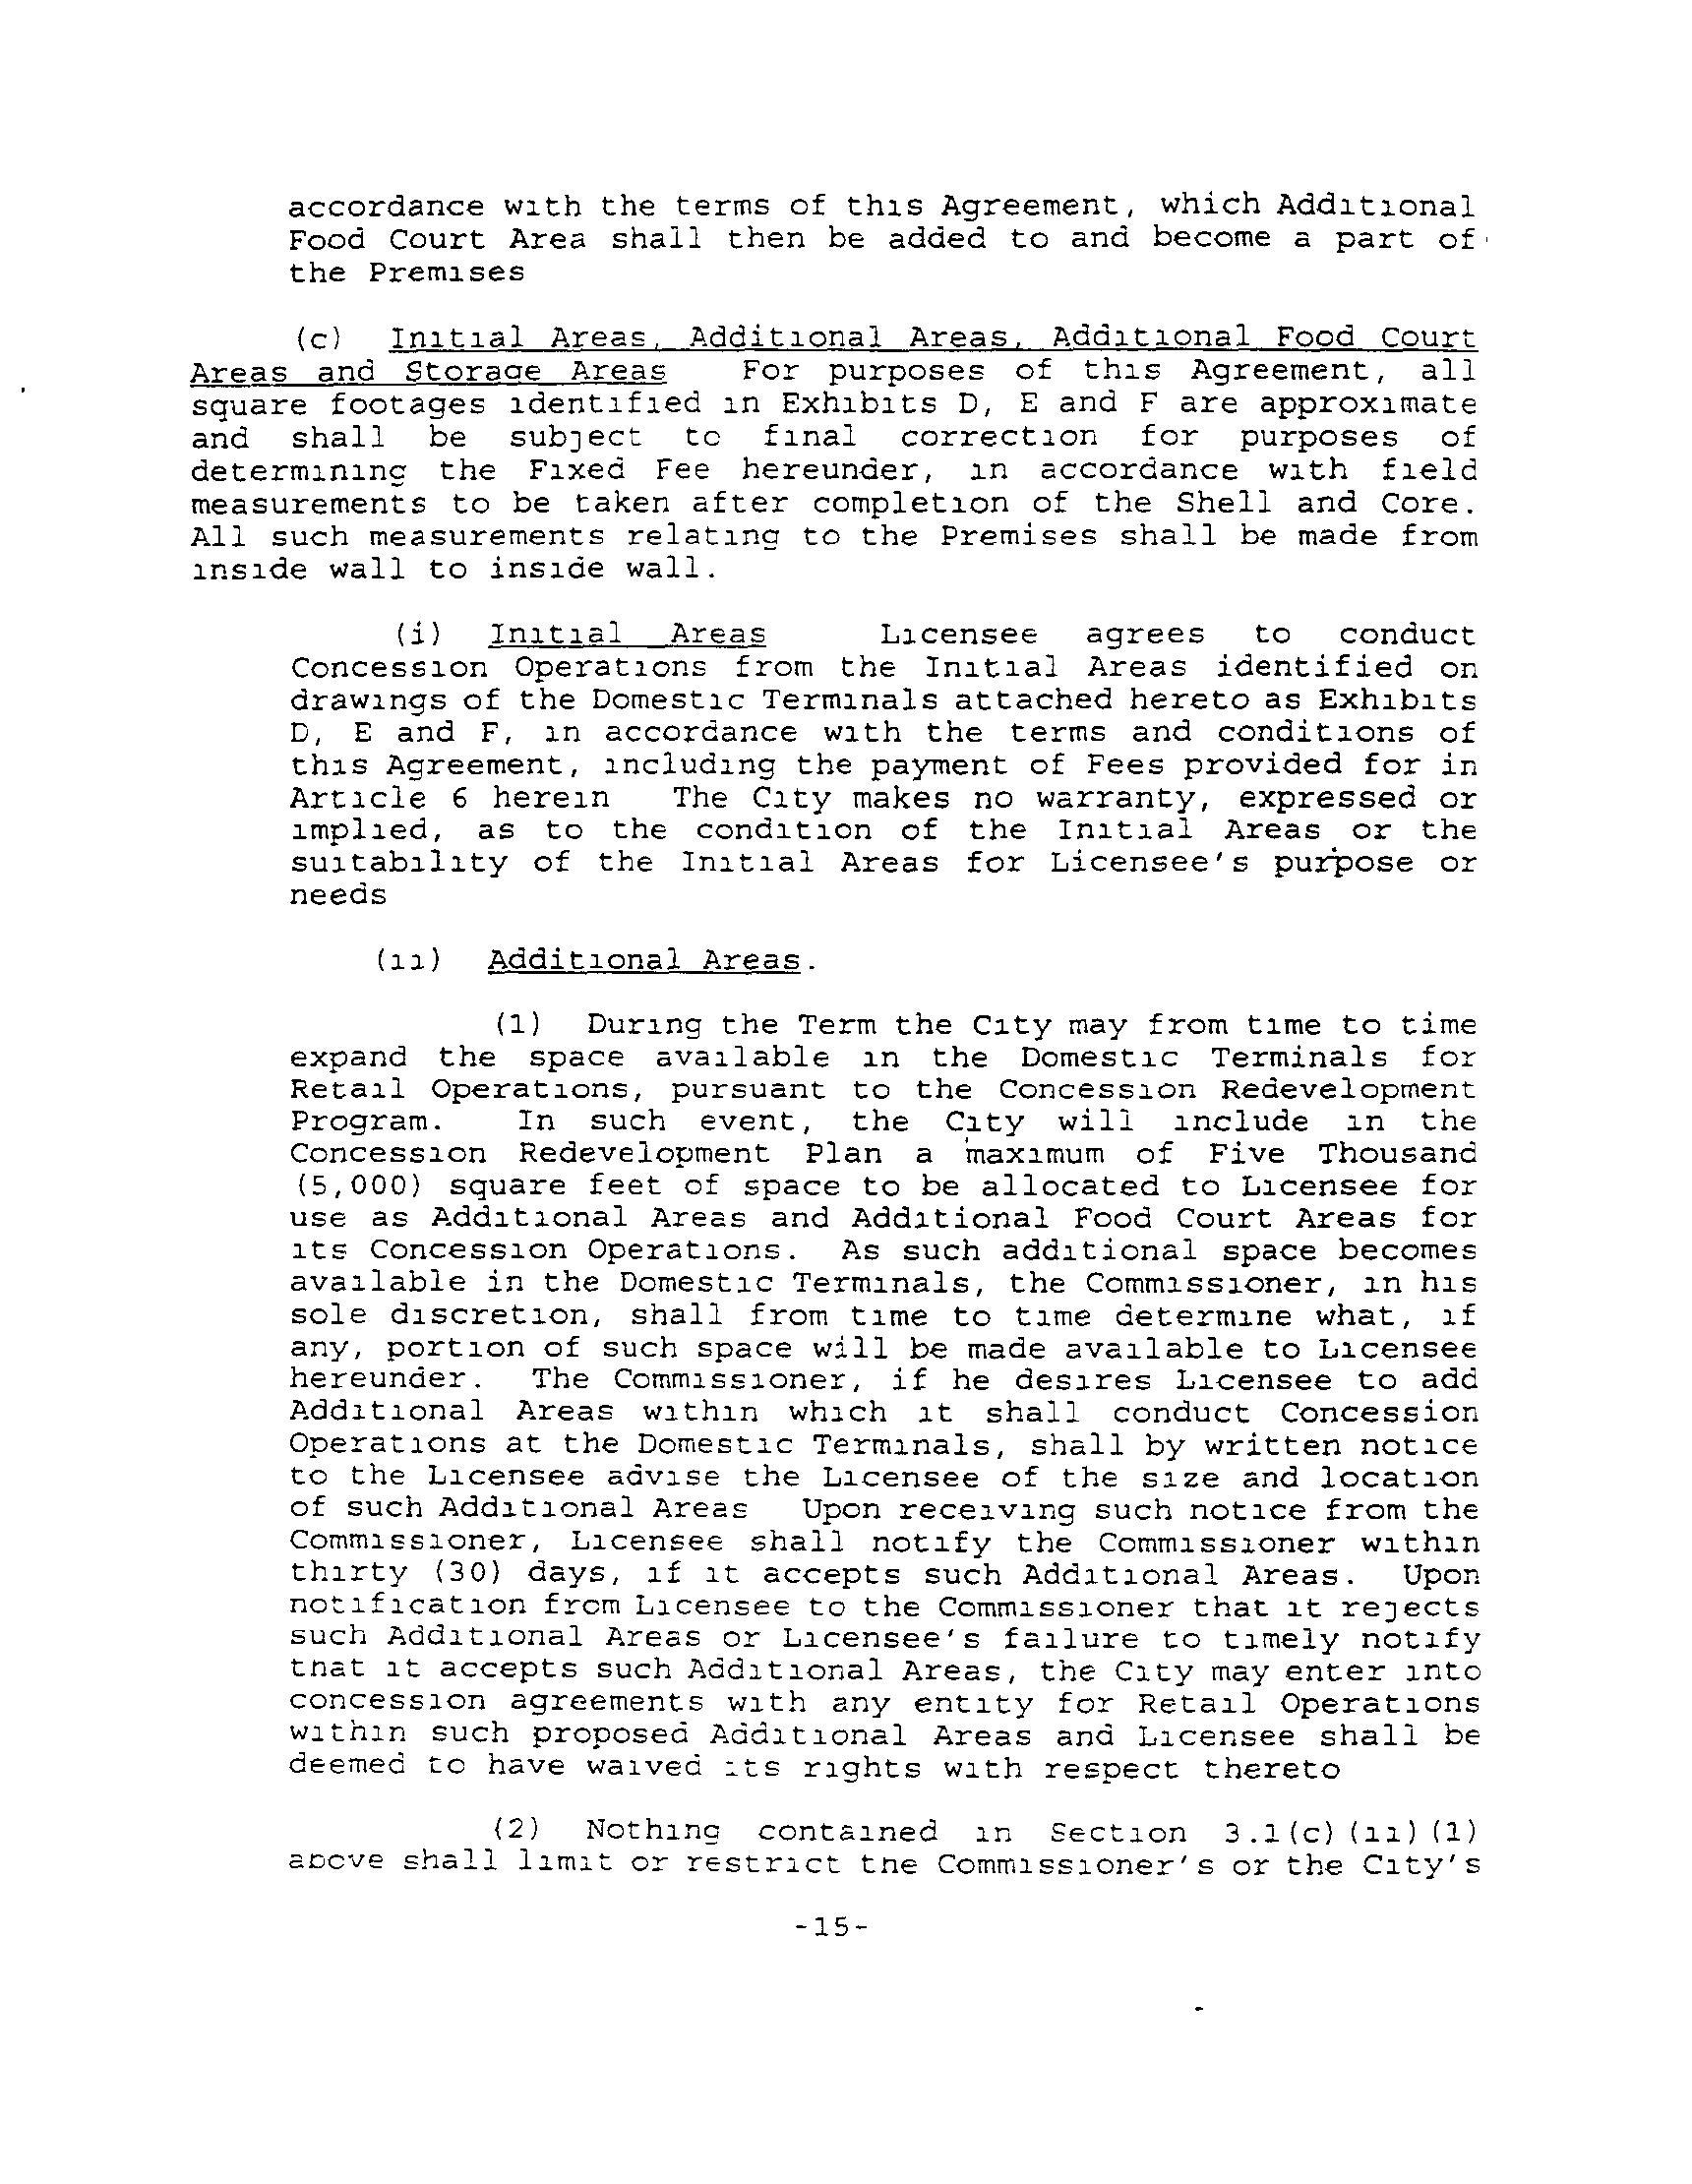 accordance with the terms of this Agreement, which Additional
Food Court Area shall then be added to and become a part of
the Premises
(c) Initial Areas, Additional Areas, Additional Food Court
Areas and Storage Areas For purposes of this Agreement, all
square footages identified in Exhibits D, E and F are approximate
and shall be subject to final correction for purposes of
determining the Fixed Fee hereunder, in accordance with field
measurements to be taken after completion of the Shell and Core.
All such measurements relating to the Premises shall be made from
inside wall to inside wall.
(i) Initial Areas Licensee agrees to conduct
Concession Operations from the Initial Areas identified on
drawings of the Domestic Terminals attached hereto as Exhibits
D, E and F, in accordance with the terms and conditions of
this Agreement, including the payment of Fees provided for in
Article 6 herein The City makes no warranty, expressed or
implied, as to the condition of the Initial Areas or the
suitability of the Initial Areas for Licensee's purpose or
needs
(ii) Additional Areas.
(1) During the Term the City may from time to time
expand the space available in the Domestic Terminals for
Retail Operations, pursuant to the Concession Redevelopment
Program. In such event, the City will include in the
Concession Redevelopment Plan a maximum of Five Thousand
(5,000) square feet of space to be allocated to Licensee for
use as Additional Areas and Additional Food Court Areas for
its Concession Operations. As such additional space becomes
available in the Domestic Terminals, the Commissioner, in his
sole discretion, shall from time to time determine what, if
any, portion of such space will be made available to Licensee
hereunder. The Commissioner, if he desires Licensee to add
Additional Areas within which it shall conduct Concession
Operations at the Domestic Terminals, shall by written notice
to the Licensee advise the Licensee of the size and location
of such Additional Areas Upon receiving such notice from the
Commissioner, Licensee shall notify the Commissioner within
thirty (30) days, if it accepts such Additional Areas. Upon
notification from Licensee to the Commissioner that it rejects
such Additional Areas or Licensee's failure to timely notify
that it accepts such Additional Areas, the City may enter into
concession agreements with any entity for Retail Operations
within such proposed Additional Areas and Licensee shall be
deemed to have waived its rights with respect thereto
(2) Nothing contained in Section 3.1(c)(ii)(1)
above shall limit or restrict the Commissioner's or the City's
-15-